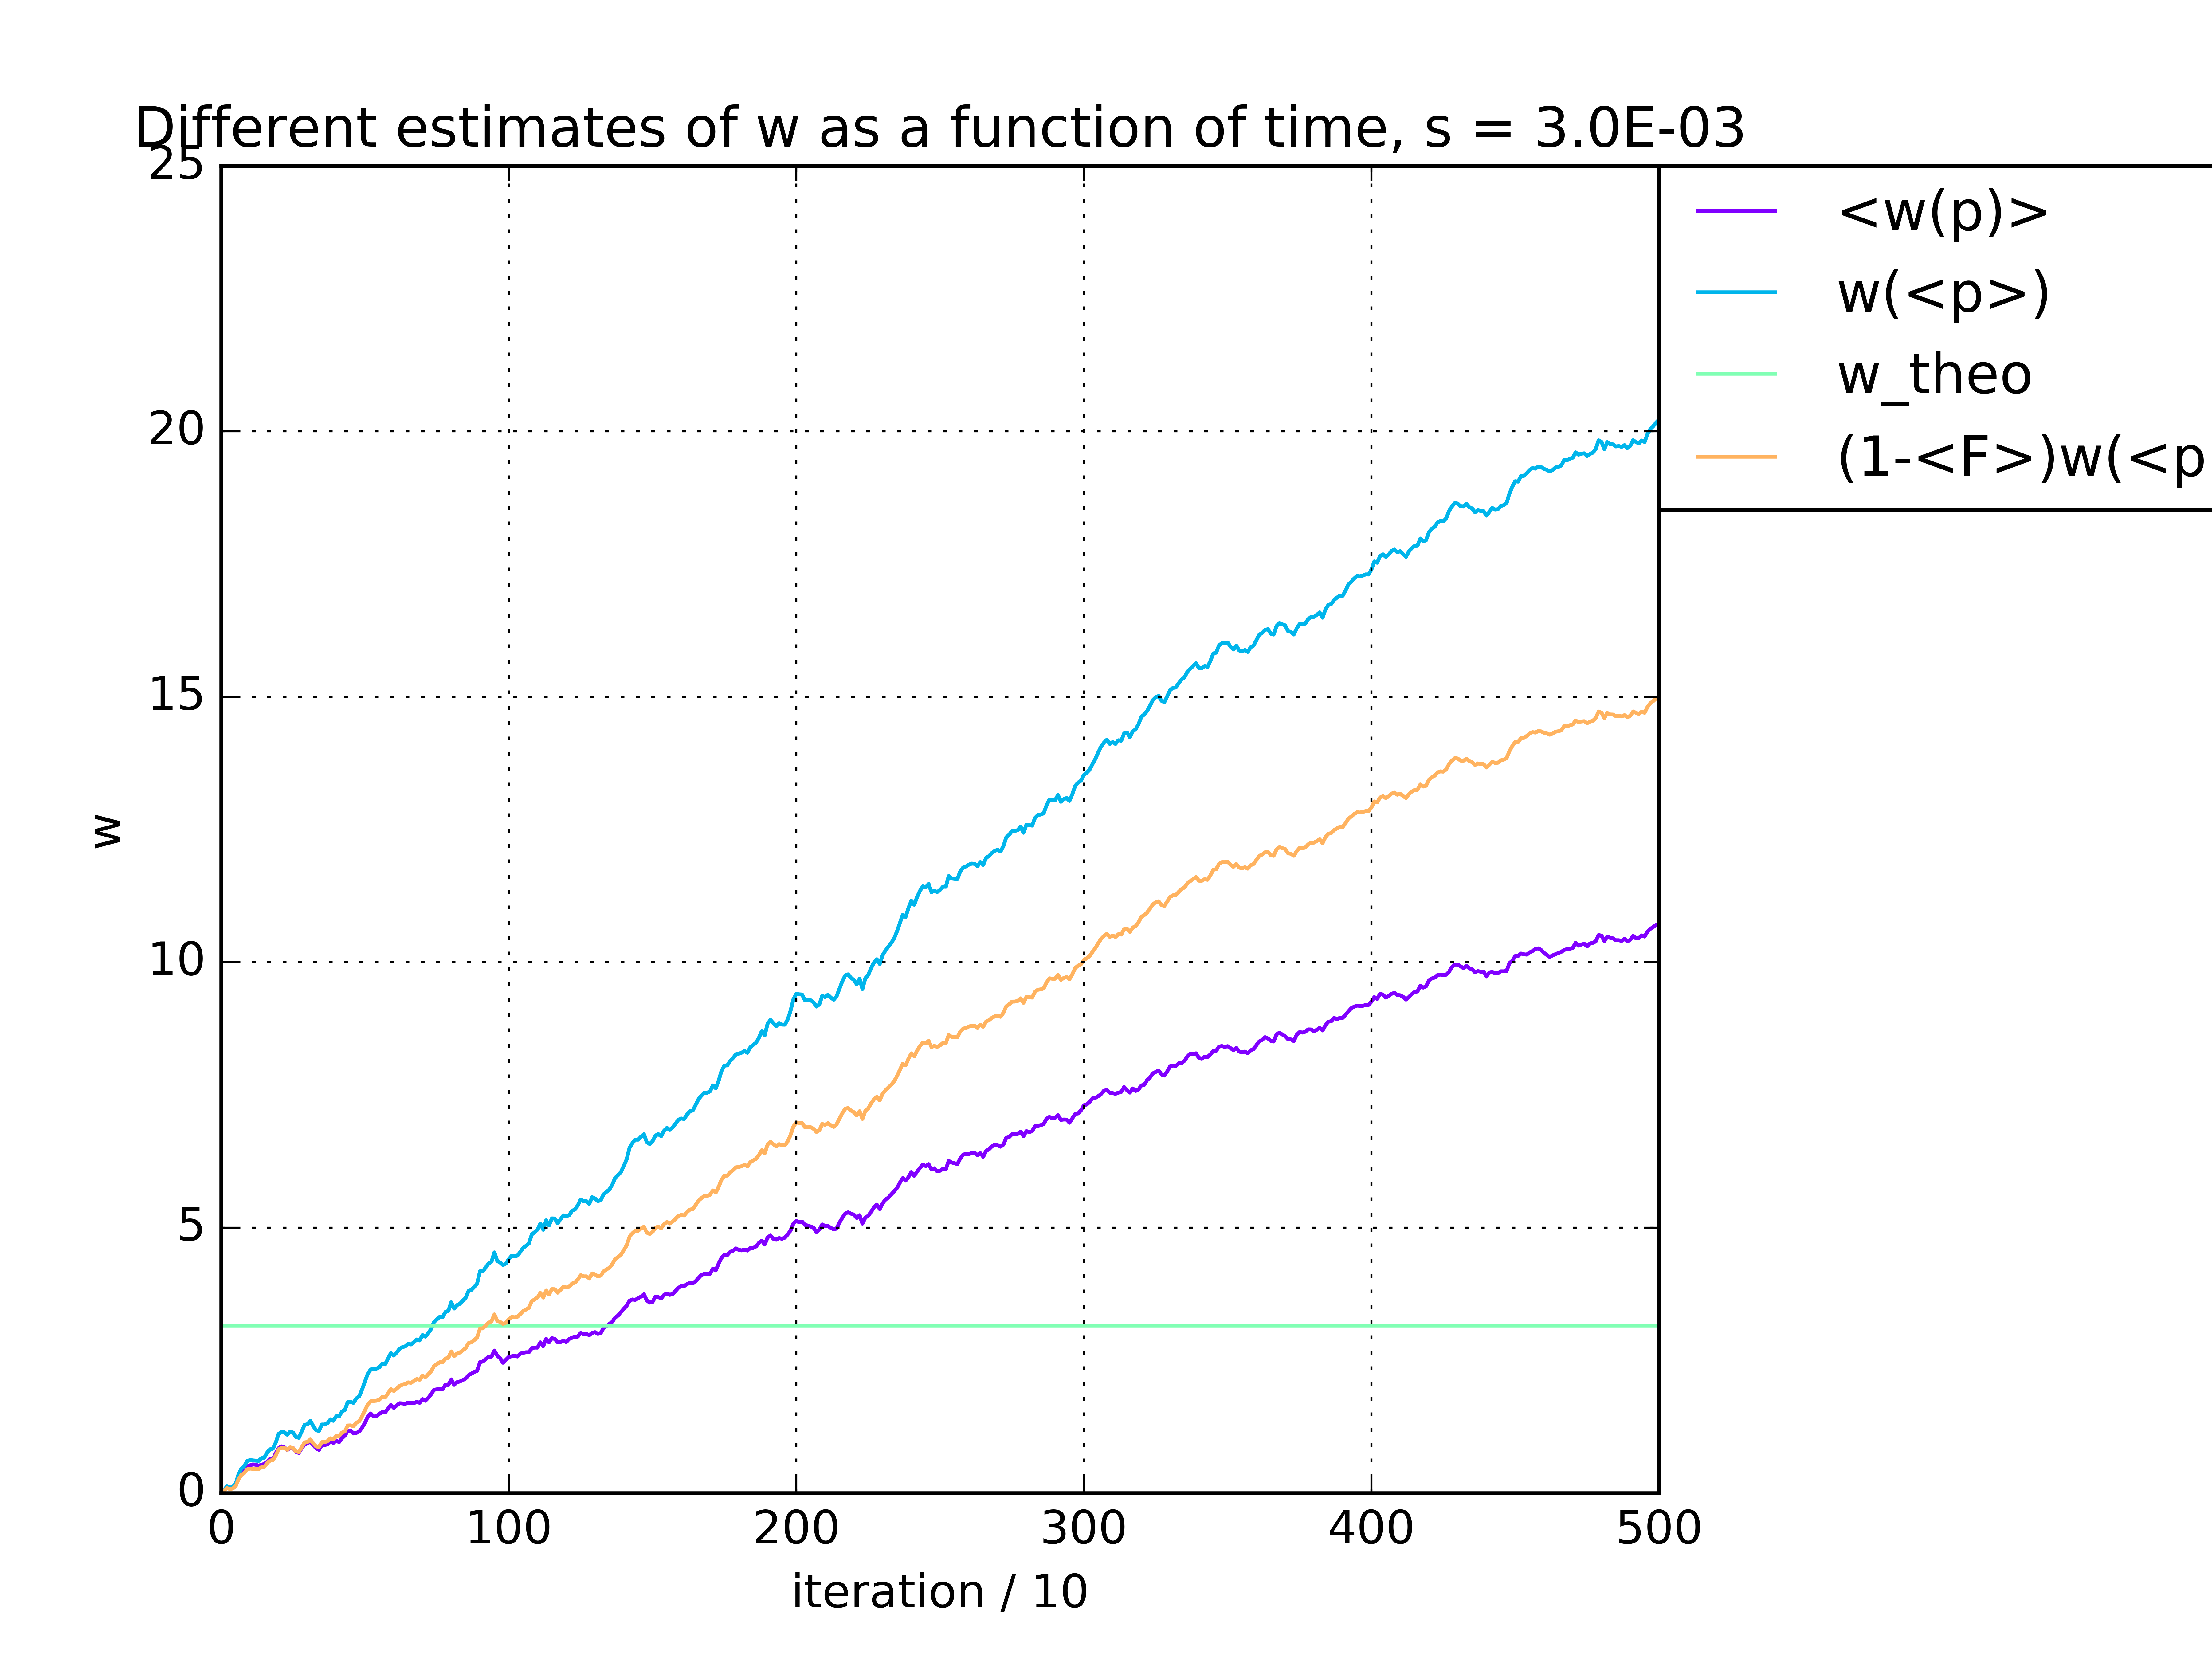 Different estimates of w as a function of time, s = 3.0E-03
25
20
15
10
5
0
w
0 100 200 300 400 500
iteration / 10
<w(p)>
w(<p>)
w_theo
(1-<F>)w(<p